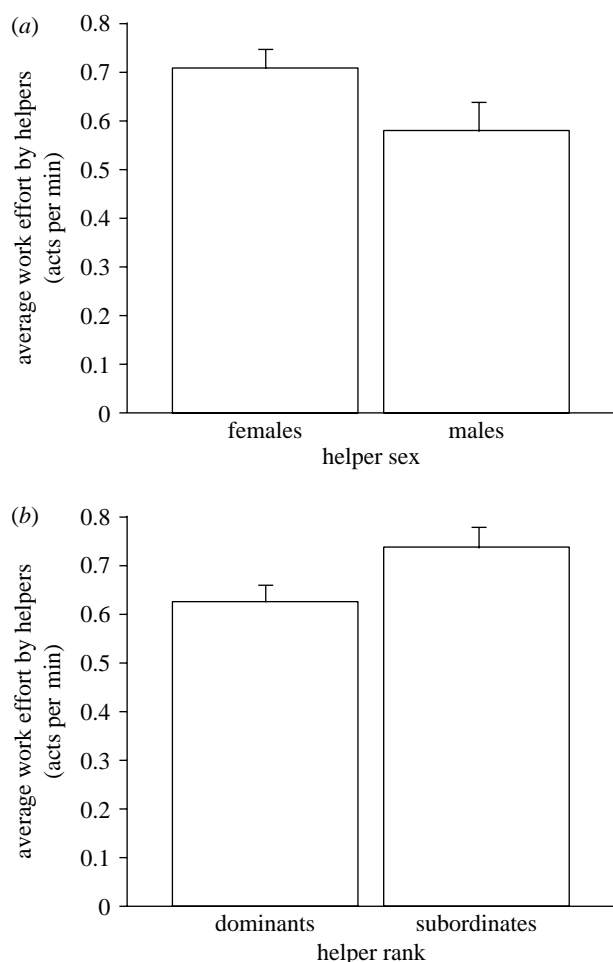 (a)
average work effort by helpers
(acts per min)
0.8
0.7
0.6
0.5
0.4
0.3
0.2
0.1
0
females males
helper sex
(b)
average work effort by helpers
(acts per min)
0.8
0.7
0.6
0.5
0.4
0.3
0.2
0.1
0
dominants subordinates
helper rank